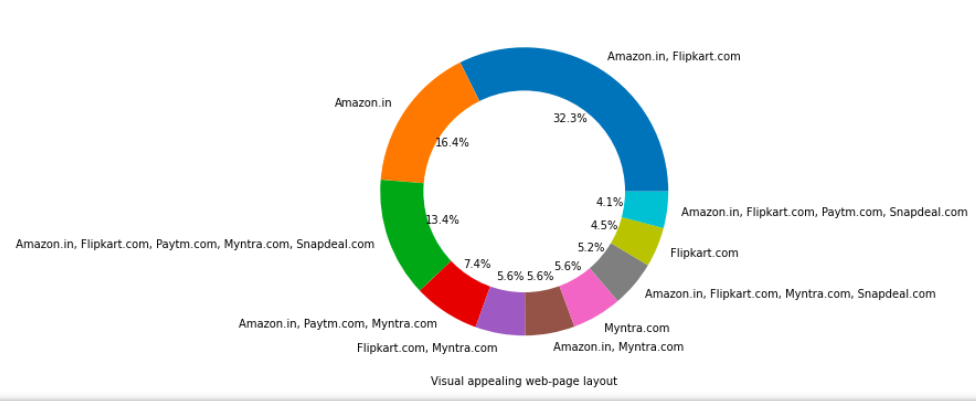 Amazon.in, Flipkart.com
Amazon.in
32.3%
16.4%
4.1%
Amazon.in, Flipkart.com, Paytm.com, Snapdeal.com
13.4%
4.5%
Amazon.in, Flipkart.com, Paytm.com, Myntra.com, Snapdeal.com
5.2%
Flipkart.com
7.4%
5.6%
5.6%
5.6%
Amazon.in, Flipkart.com, Myntra.com, Snapdeal.com
Amazon.in, Paytm.com, Myntra.com
Myntra.com
Flipkart.com, Myntra.com
Amazon.in, Myntra.com
Visual appealing web-page layout